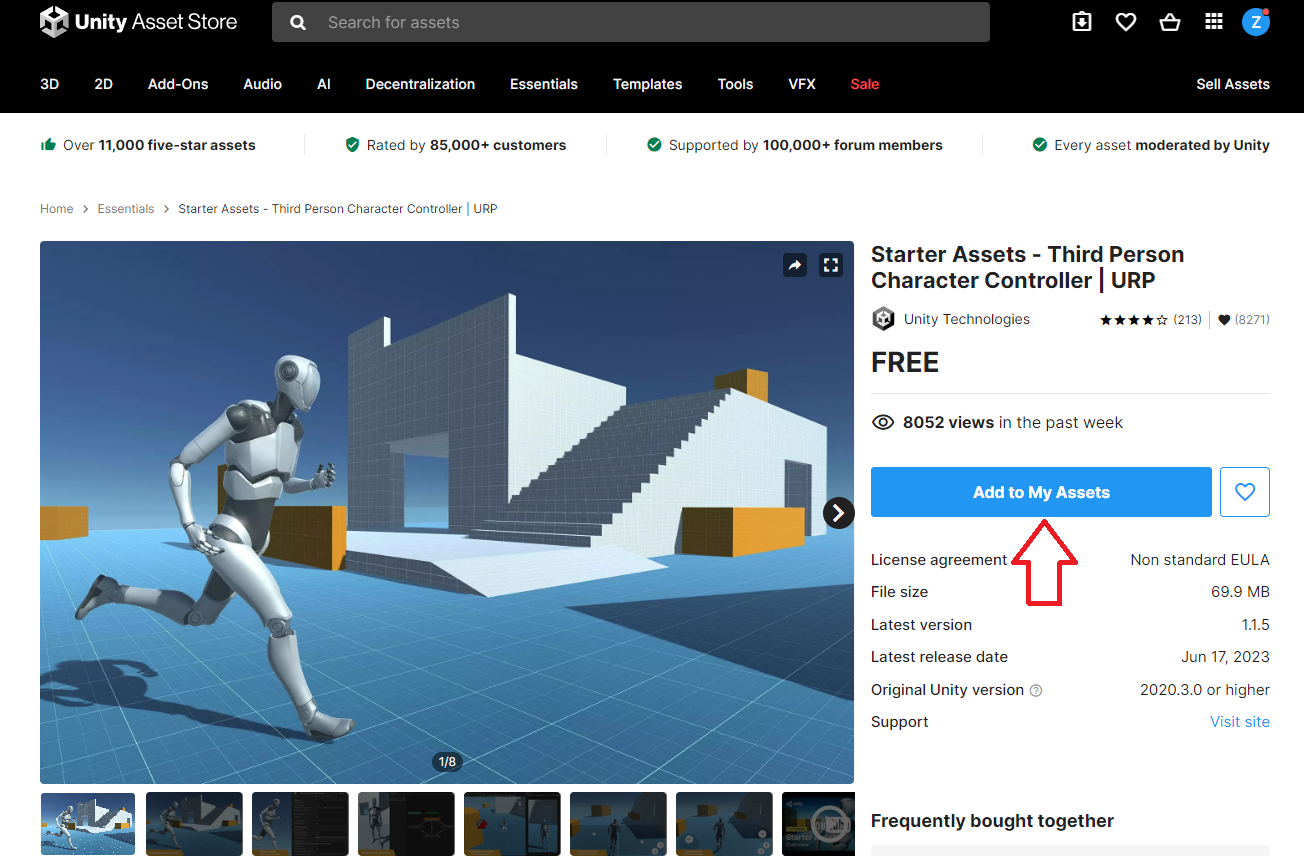 Unity Asset Store
Search for assets
Z
3D 2D Add-Ons Audio AI Decentralization Essentials Templates Tools VFX Sale Sell Assets
Over 11,000 five-star assets Rated by 85,000+ customers Supported by 100,000+ forum members Every asset moderated by Unity
Home > Essentials > Starter Assets - Third Person Character Controller | URP
Starter Assets - Third Person
Character Controller | URP
Unity Technologies (213) (8271)
FREE
8052 views in the past week
Add to My Assets
License agreement Non standard EULA
File size 69.9 MB
Latest version 1.1.5
Latest release date Jun 17, 2023
Original Unity version ? 2020.3.0 or higher
Support Visit site
1/8
Frequently bought together